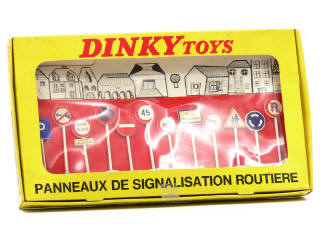 DINKY TOYS
45
PANNEAUX DE SIGNALISATION ROUTIERE